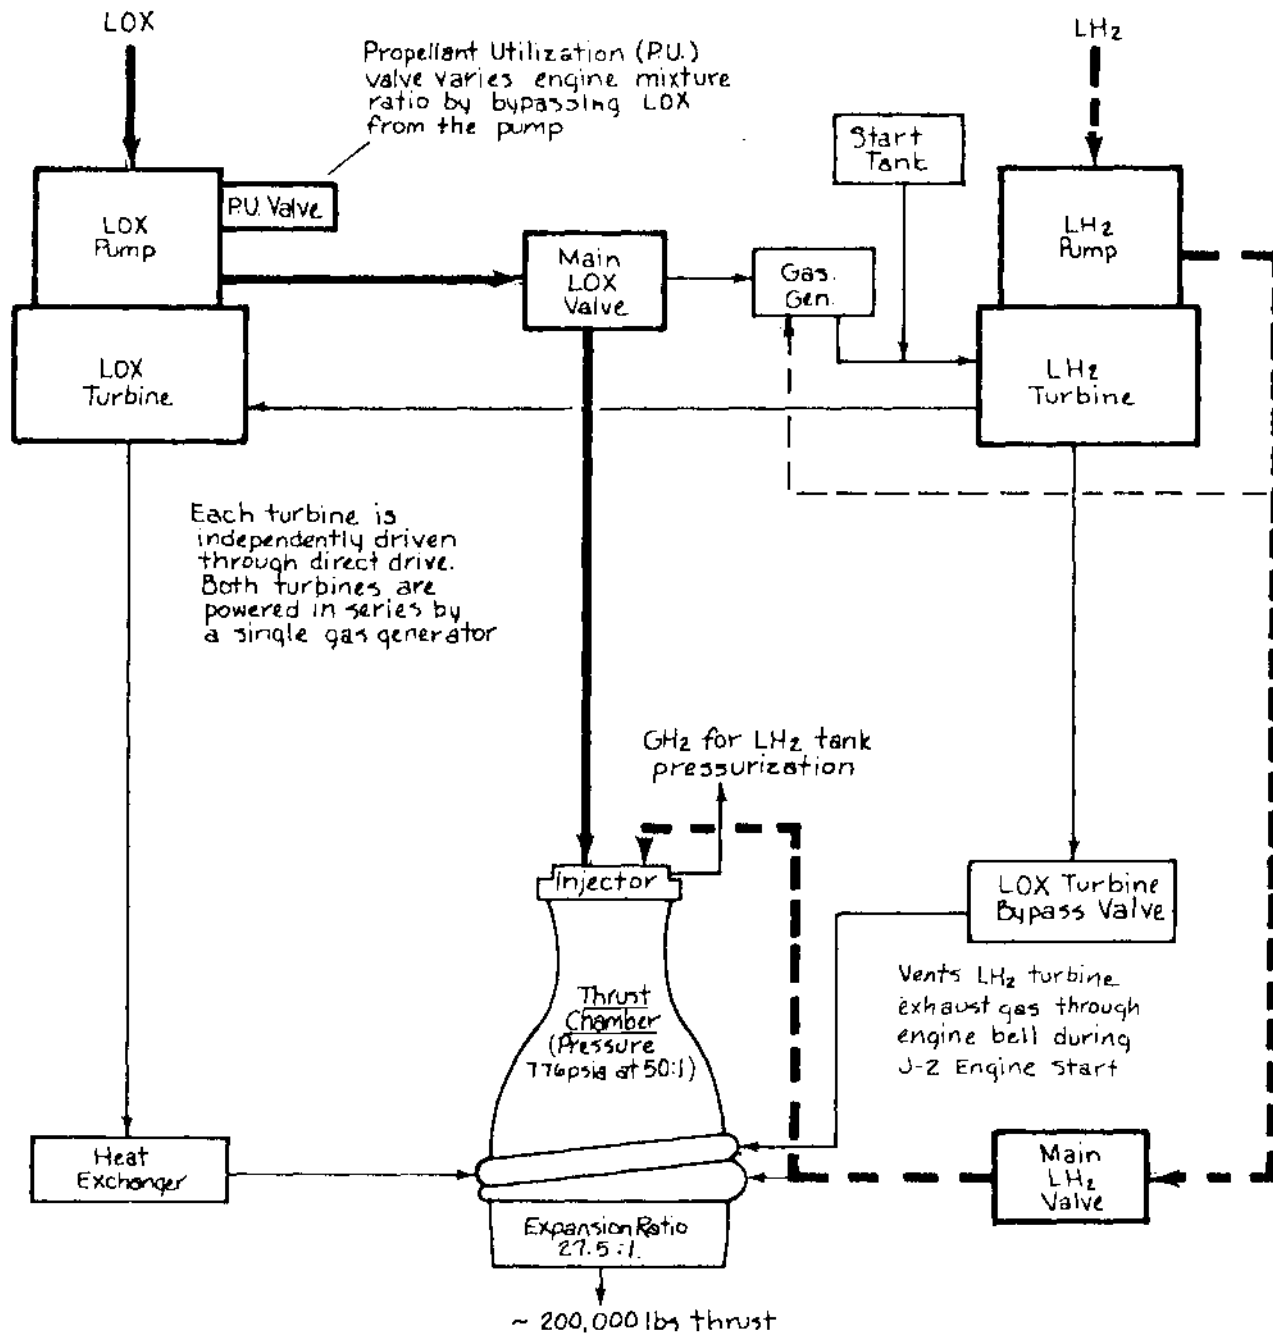 LOX
LH₂
Propellant Utilization (P.U.)
valve varies engine mixture
ratio by bypassing LOX
from the pump
Start
Tank
P.U. Valve
LOX
Pump
LH₂
Pump
Main
LOX
Valve
Gas.
Gen.
LOX
Turbine
LH₂
Turbine
Each turbine is
independently driven
through direct drive.
Both turbines are
powered in series by
a single gas generator
GH₂ for LH₂ tank
pressurization
Injector
LOX Turbine
Bypass Valve
Vents LH₂ turbine
exhaust gas through
engine bell during
J-2 Engine Start
Thrust
Chamber
(Pressure
776psia at 50:1)
Heat
Exchanger
Main
LH₂
Valve
Expansion Ratio
27.5:1.
~ 200,000 lbs thrust